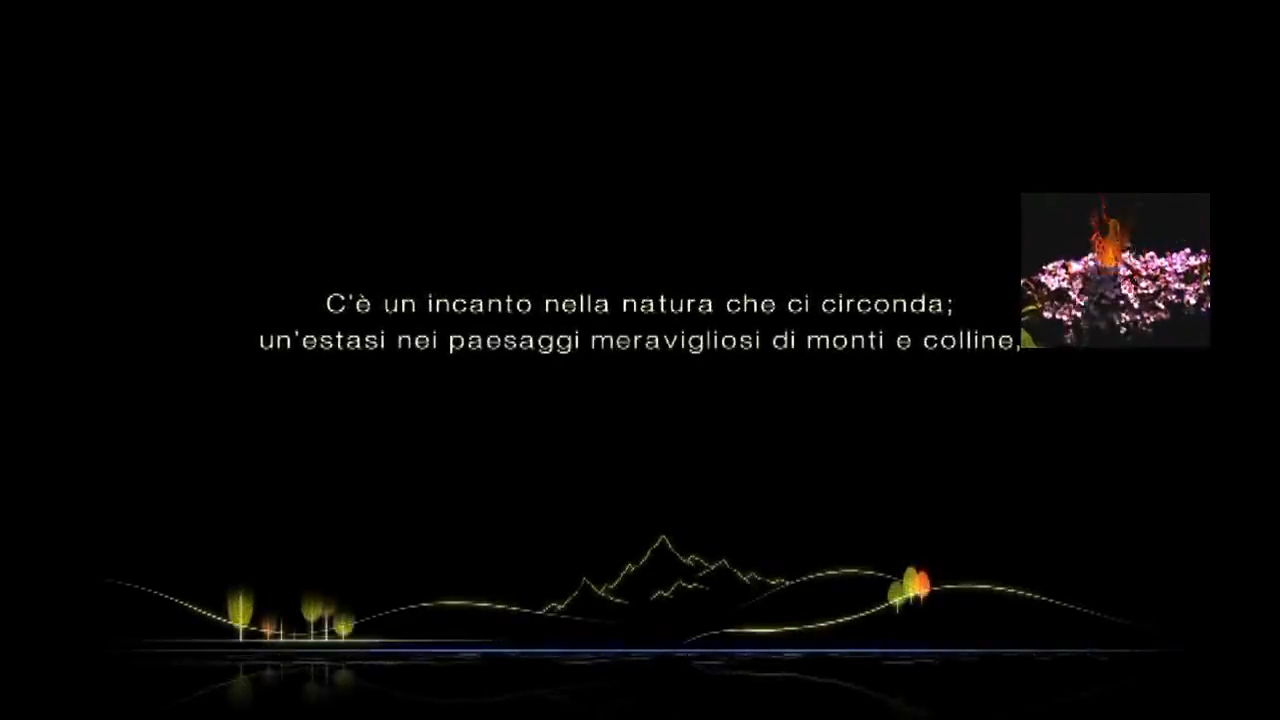 C'è un incanto nella natura che ci circonda;
un'estasi nei paesaggi meravigliosi di monti e colline,